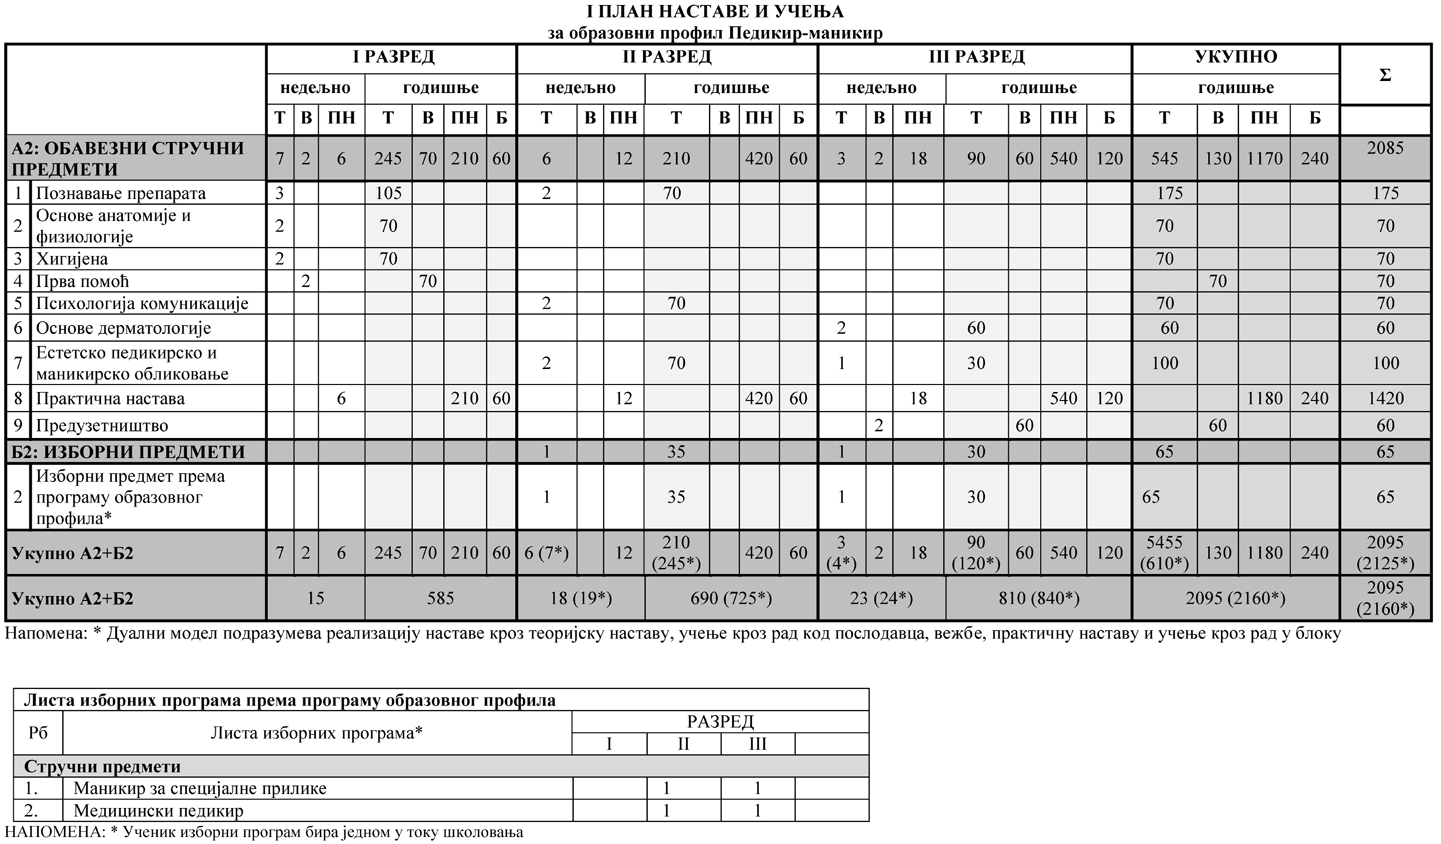 I ПЛАН НАСТАВЕ И УЧЕЊА
за образовни профил Педикир-маникир
I РАЗРЕД II РАЗРЕД III РАЗРЕД УКУПНО Σ
недељно годишње недељно годишње недељно годишње годишње
Т В ПН Т В ПН Б Т В ПН Т В ПН Б Т В ПН Т В ПН Б Т В ПН Б
А2: ОБАВЕЗНИ СТРУЧНИ
ПРЕДМЕТИ 7 2 6 245 70 210 60 6 12 210 420 60 3 2 18 90 60 540 120 545 130 1170 240 2085
1 Познавање препарата 3 105 2 70 175 175
2 Основе анатомије и
физиологије 2 70 70 70
3 Хигијена 2 70 70 70
4 Прва помоћ 2 70 70 70
5 Психологија комуникације 2 70 70 70
6 Основе дерматологије 2 60 60 60
7 Естетско педикирско и
маникирско обликовање 2 70 1 30 100 100
8 Практична настава 6 210 60 12 420 60 18 540 120 1180 240 1420
9 Предузетништво 2 60 60 60
Б2: ИЗБОРНИ ПРЕДМЕТИ 1 35 1 30 65 65
2 Изборни предмет према
програму образовног
профила* 1 35 1 30 65 65
Укупно А2+Б2 7 2 6 245 70 210 60 6 (7*) 12 210 (245*) 420 60 3 (4*) 2 18 90 (120*) 60 540 120 5455 (610*) 130 1180 240 2095 (2125*)
Укупно А2+Б2 15 585 18 (19*) 690 (725*) 23 (24*) 810 (840*) 2095 (2160*) 2095 (2160*)
Напомена: * Дуални модел подразумева реализацију наставе кроз теоријску наставу, учење кроз рад код послодавца, вежбе, практичну наставу и учење кроз рад у блоку
Листа изборних програма према програму образовног профила
Рб Листа изборних програма* РАЗРЕД
I II III
Стручни предмети
1. Маникир за специјалне прилике 1 1
2. Медицински педикир 1 1
НАПОМЕНА: * Ученик изборни програм бира једном у току школовања